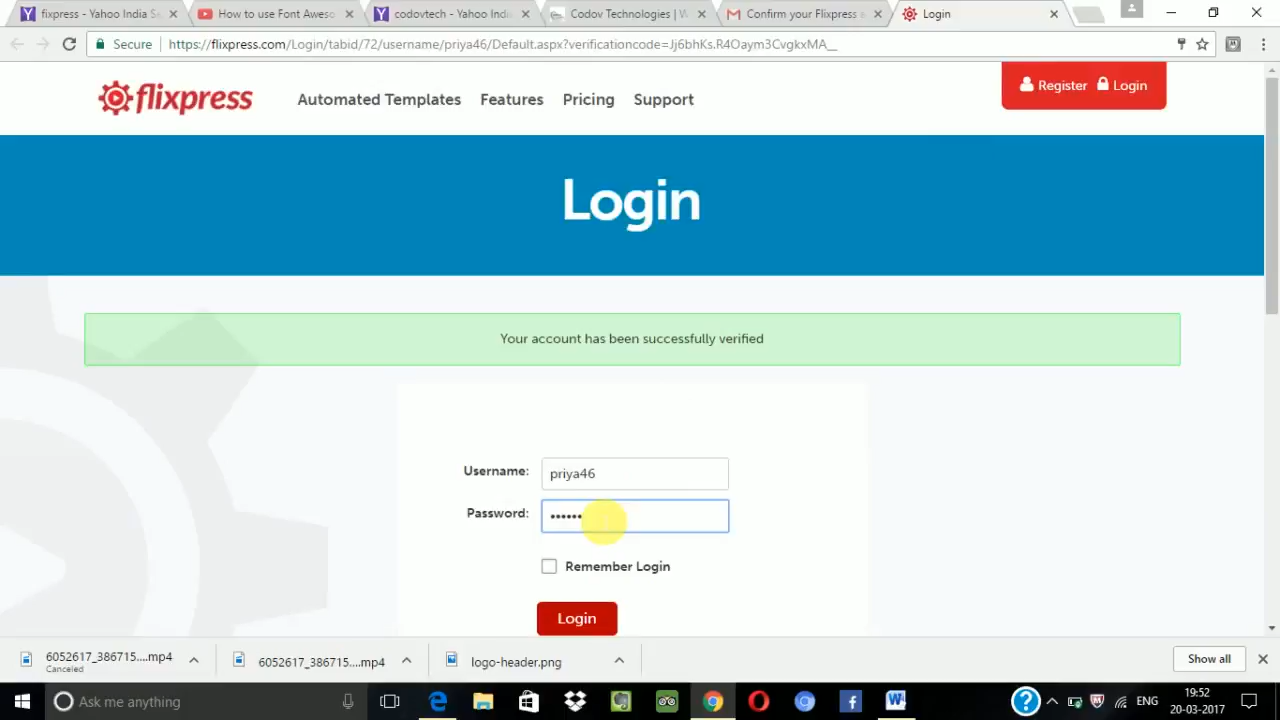 fixpress - Yahoo India Se
How to use Font Aweso
codovtech - Yahoo India
Codov Technologies | W
Confirm your Flixpress a
Login
Secure
https://flixpress.com/Login/tabid/72/username/priya46/Default.aspx?verificationcode=Jj6bhKs.R4Oaym3CvgkxMA__
flixpress
Automated Templates
Features
Pricing
Support
Register
Login
Login
Your account has been successfully verified
Username:
priya46
Password:
••••••
Remember Login
Login
6052617_386715....mp4
Canceled
6052617_386715....mp4
logo-header.png
Show all
Ask me anything
ENG
19:52
20-03-2017